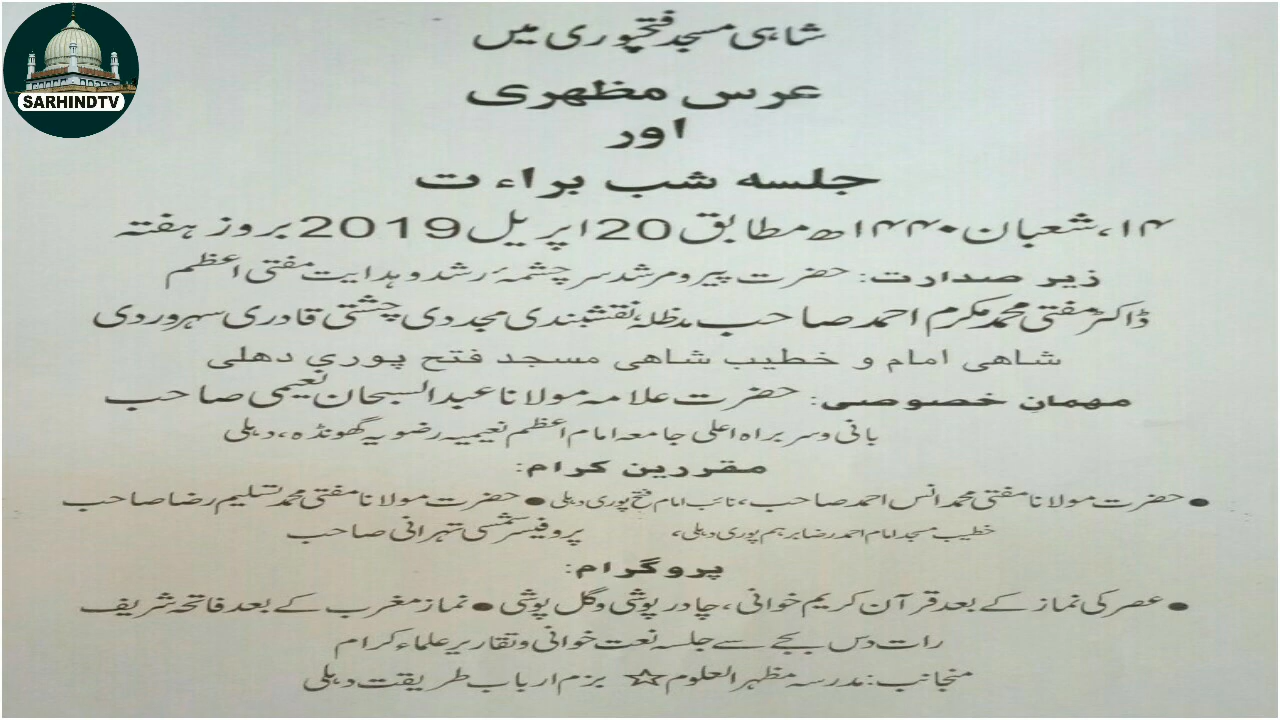 SARHINDTV
شاہی مسجد فتحپوری میں
عرس مظہری
اور
جلسہ شب براءت
۱۴، شعبان ۱۴۴۰ھ مطابق 20 اپریل 2019 بروز ہفتہ
زیر صدارت: حضرت پیر و مرشد سر چشمۂ رشد و ہدایت مفتی اعظم
ڈاکٹر مفتی محمد مکرم احمد صاحب مدظلہ، نقشبندی مجددی چشتی قادری سہروردی
شاھی امام و خطیب شاھی مسجد فتح پوری دھلی
مہمان خصوصی: حضرت علامہ مولانا عبد السبحان نعیمی صاحب
بانی و سربراہ اعلی جامعہ امام اعظم نعیمیہ رضویہ گھونڈہ، دہلی
مقررین کرام:
● حضرت مولانا مفتی محمد انس احمد صاحب، نائب امام فتح پوری دہلی ● حضرت مولانا مفتی محمد تسلیم رضا صاحب
خطیب مسجد امام احمد رضا برہم پوری دہلی، پروفیسر شمسی تہرانی صاحب
پروگرام:
● عصر کی نماز کے بعد قرآن کریم خوانی، چادر پوشی و گل پوشی ● نماز مغرب کے بعد فاتحہ شریف
رات دس بجے سے جلسہ نعت خوانی و تقاریر علماء کرام
منجانب: مدرسہ مظہر العلوم ☆ بزم ارباب طریقت دہلی